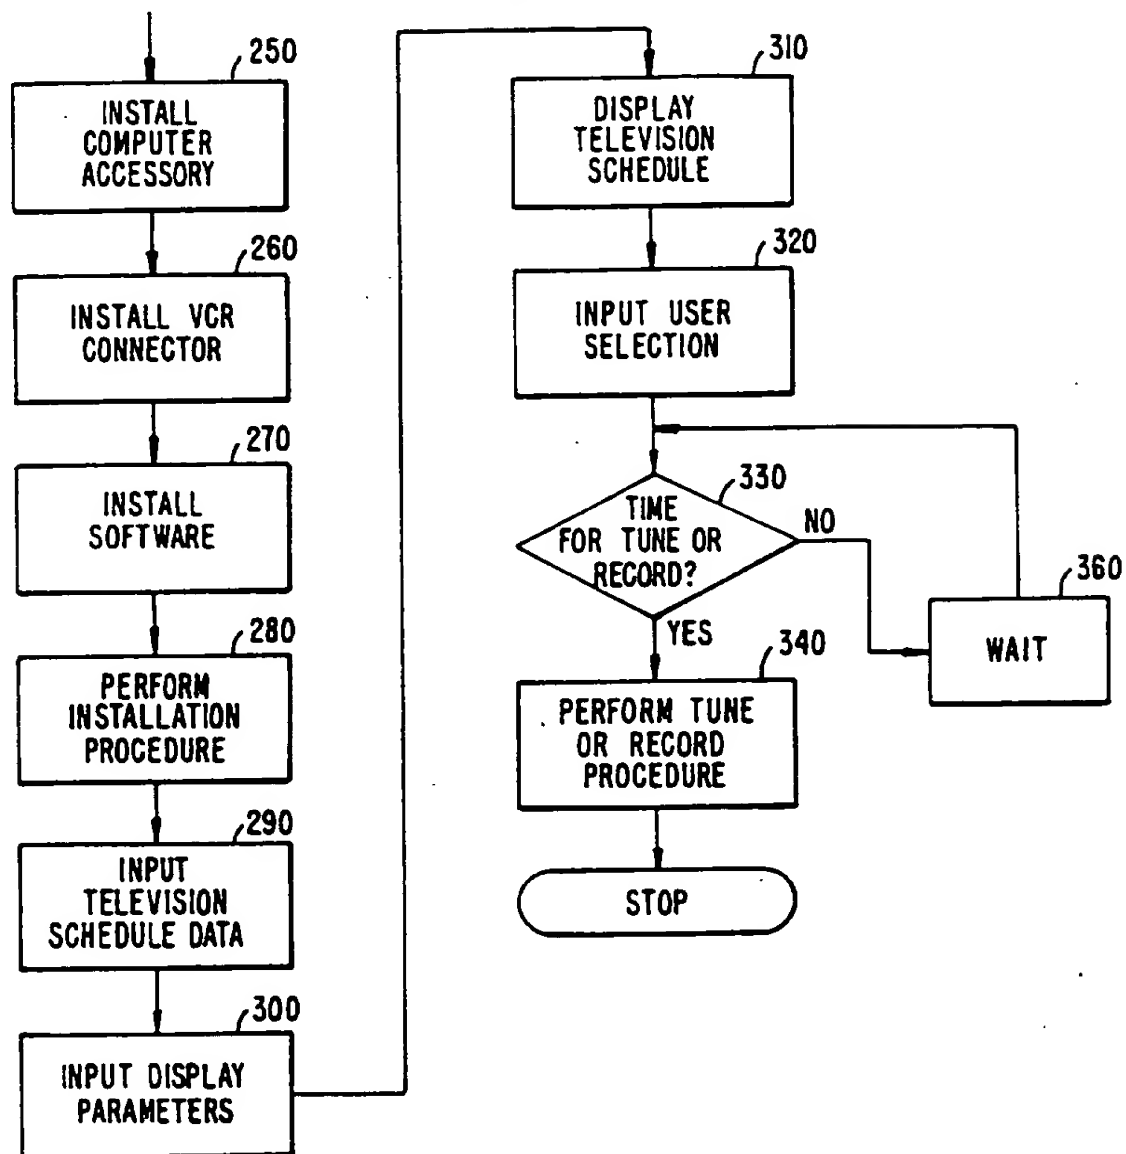 250
INSTALL
COMPUTER
ACCESSORY
260
INSTALL VCR
CONNECTOR
270
INSTALL
SOFTWARE
280
PERFORM
INSTALLATION
PROCEDURE
290
INPUT
TELEVISION
SCHEDULE DATA
300
INPUT DISPLAY
PARAMETERS
310
DISPLAY
TELEVISION
SCHEDULE
320
INPUT USER
SELECTION
330
TIME
FOR TUNE OR
RECORD?
NO
YES
360
WAIT
340
PERFORM TUNE
OR RECORD
PROCEDURE
STOP